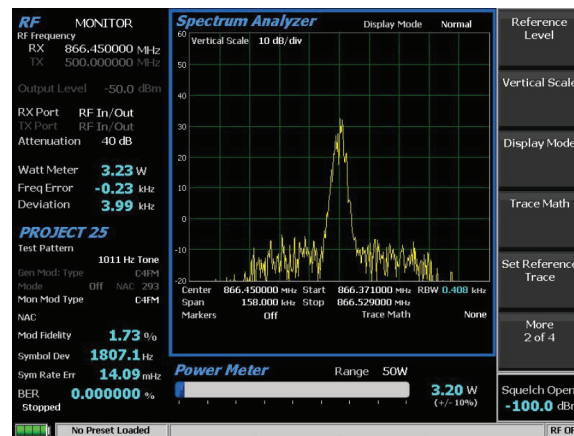 RF MONITOR
RF Frequency
RX 866.450000 MHz
TX 500.000000 MHz
Output Level -50.0 dBm
RX Port RF In/Out
TX Port RF In/Out
Attenuation 40 dB
Watt Meter 3.23 W
Freq Error -0.23 kHz
Deviation 3.99 kHz
PROJECT 25
Test Pattern
1011 Hz Tone
Gen Mod: Type C4FM
Mode Off NAC 293
Mon Mod Type C4FM
NAC
Mod Fidelity 1.73 %
Symbol Dev 1807.1 Hz
Sym Rate Err 14.09 mHz
BER 0.000000 %
Stopped
Spectrum Analyzer Display Mode Normal
60 Vertical Scale 10 dB/div
50
40
30
20
10
0
-10
-20
Center 866.450000 MHz Start 866.371000 MHz RBW 0.408 kHz
Span 158.000 kHz Stop 866.529000 MHz
Markers Off Trace Math None
Power Meter Range 50W
3.20 W
(+/- 10%)
Reference
Level
Vertical Scale
Display Mode
Trace Math
Set Reference
Trace
More
2 of 4
Squelch Open
-100.0 dBm
No Preset Loaded
RF OF